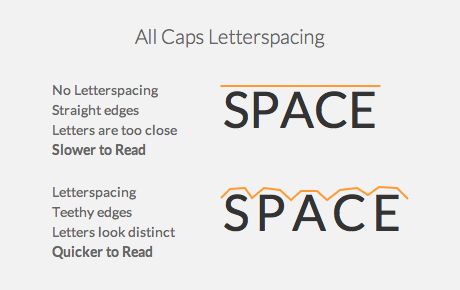 All Caps Letterspacing
No Letterspacing
Straight edges
Letters are too close
Slower to Read
SPACE
Letterspacing
Teethy edges
Letters look distinct
Quicker to Read
SPACE